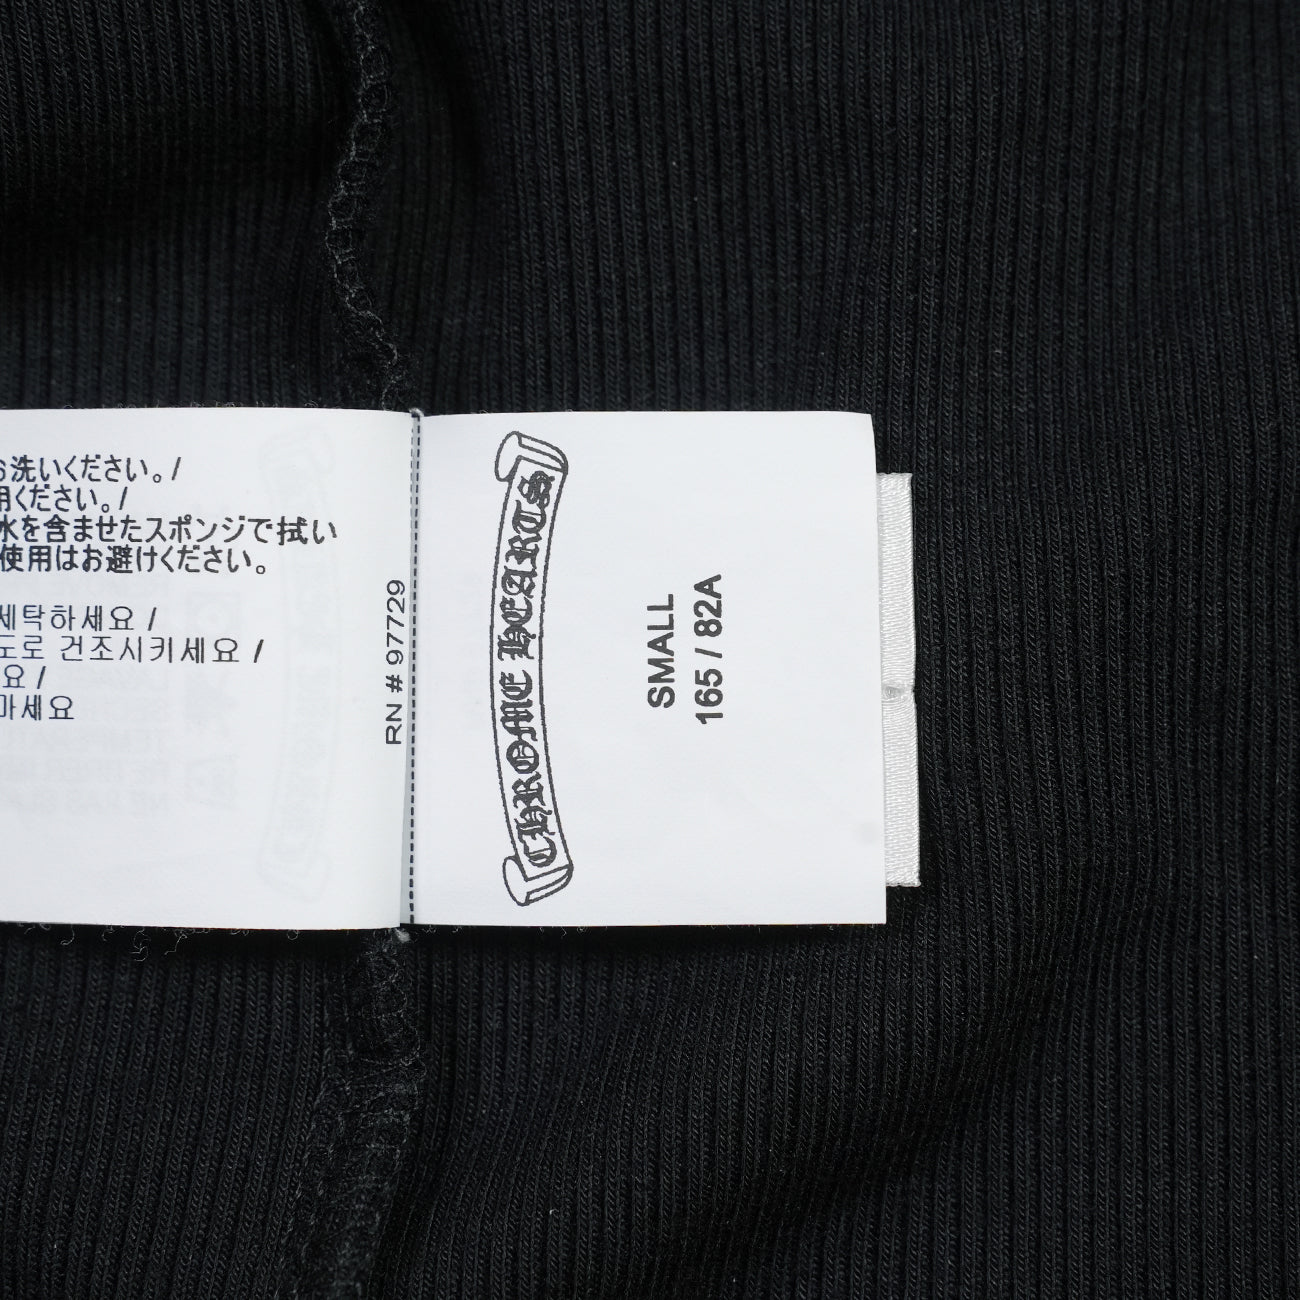 お洗いください。/
用ください。/
水を含ませたスポンジで拭い
使用はお避けください。
세탁하세요 /
도로 건조시키세요 /
요 /
마세요
RN # 97729
CHROME HEARTS
SMALL
165 / 82A